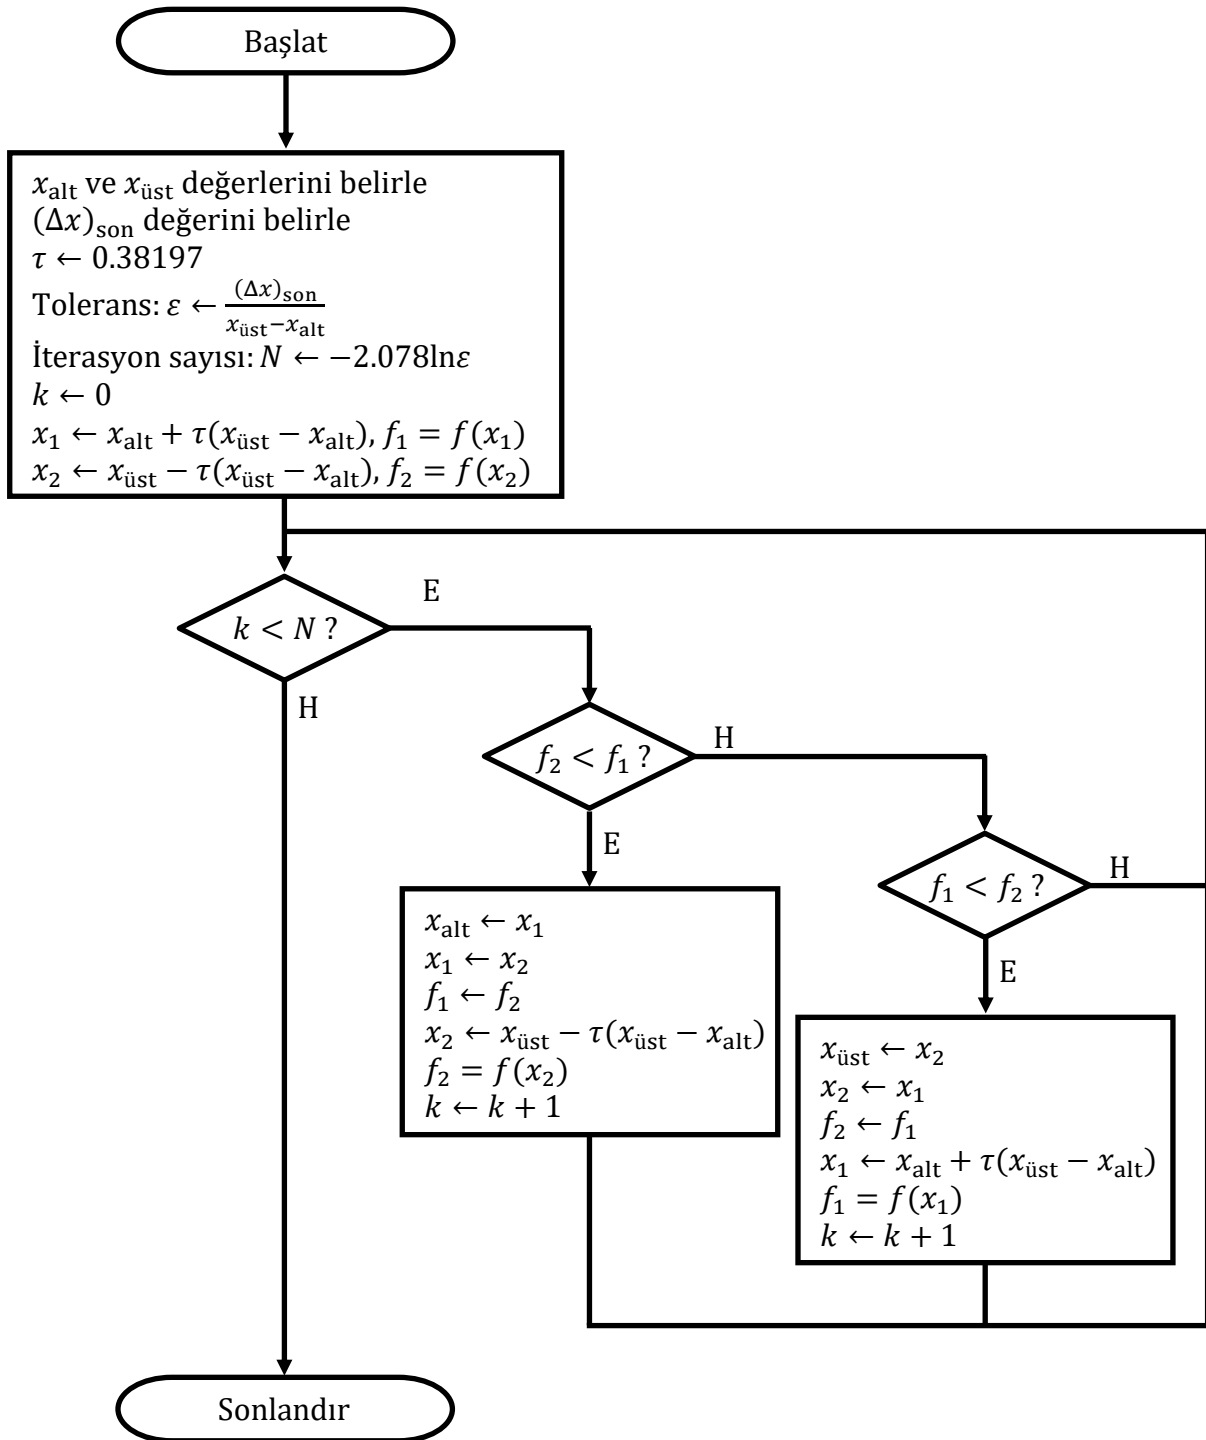 Başlat
x_alt ve x_üst değerlerini belirle
(Δx)_son değerini belirle
τ ← 0.38197
Tolerans: ε ← (Δx)_son / (x_üst − x_alt)
İterasyon sayısı: N ← −2.078lnε
k ← 0
x_1 ← x_alt + τ(x_üst − x_alt), f_1 = f(x_1)
x_2 ← x_üst − τ(x_üst − x_alt), f_2 = f(x_2)
k < N ?
E
H
f_2 < f_1 ?
H
E
f_1 < f_2 ?
H
E
x_alt ← x_1
x_1 ← x_2
f_1 ← f_2
x_2 ← x_üst − τ(x_üst − x_alt)
f_2 = f(x_2)
k ← k + 1
x_üst ← x_2
x_2 ← x_1
f_2 ← f_1
x_1 ← x_alt + τ(x_üst − x_alt)
f_1 = f(x_1)
k ← k + 1
Sonlandır